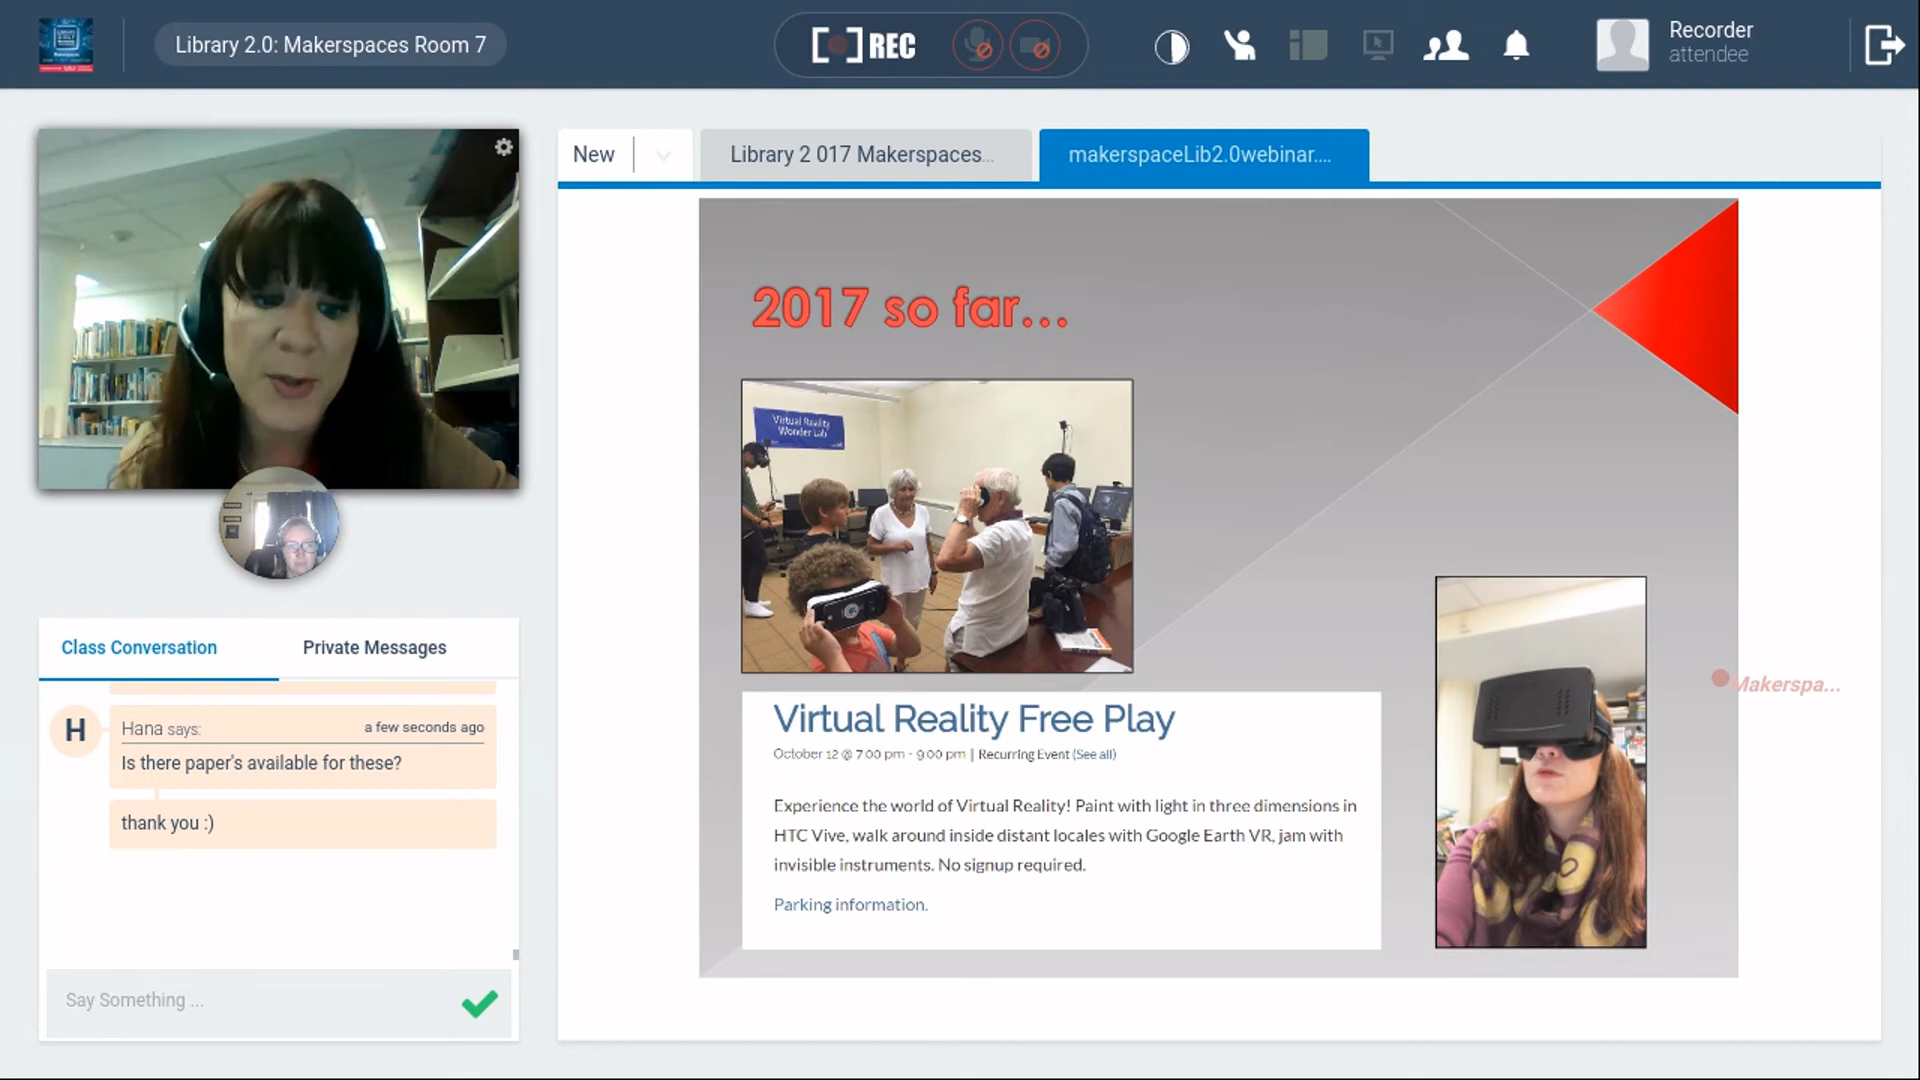 Library 2.0: Makerspaces Room 7
REC
Recorder
attendee
New
Library 2 017 Makerspaces...
makerspaceLib2.0webinar....
2017 so far...
Virtual Reality
Wonder Lab
Virtual Reality Free Play
October 12 @ 7:00 pm - 9:00 pm | Recurring Event (See all)
Experience the world of Virtual Reality! Paint with light in three dimensions in
HTC Vive, walk around inside distant locales with Google Earth VR, jam with
invisible instruments. No signup required.
Parking information.
Makerspa...
Class Conversation
Private Messages
H
Hana says:
a few seconds ago
Is there paper's available for these?
thank you :)
Say Something ...